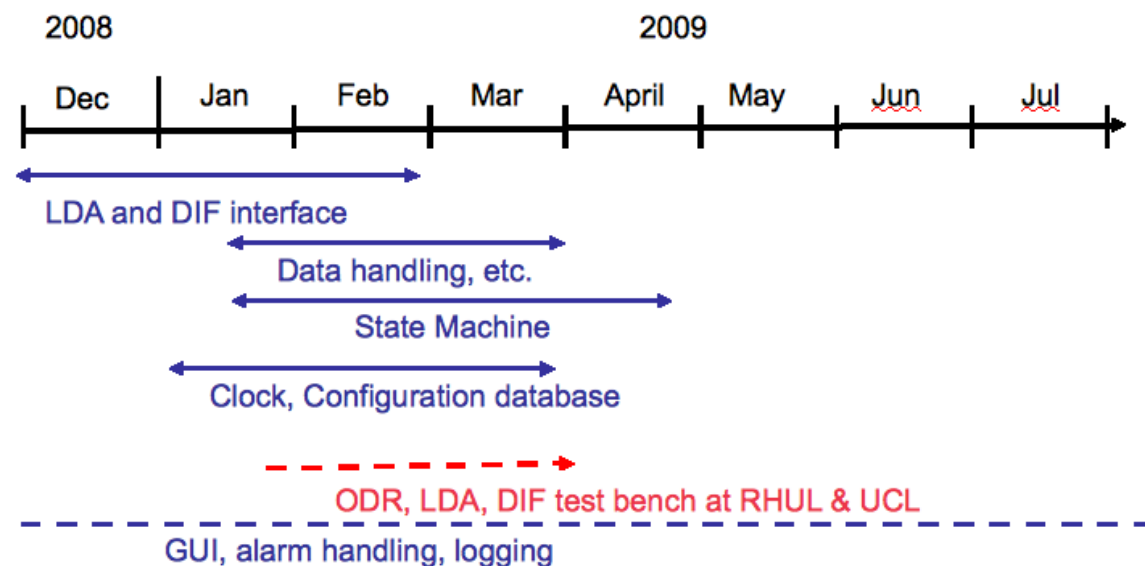 2008 2009
Dec Jan Feb Mar April May Jun Jul
LDA and DIF interface
Data handling, etc.
State Machine
Clock, Configuration database
ODR, LDA, DIF test bench at RHUL & UCL
GUI, alarm handling, logging